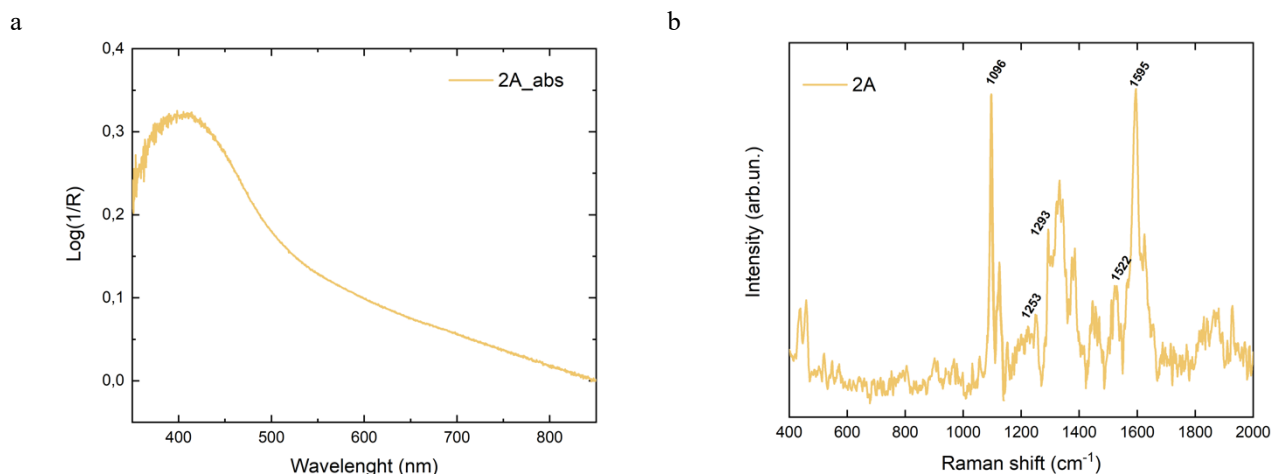 a
0,4
0,3
0,2
0,1
0,0
Log(1/R)
2A_abs
400 500 600 700 800
Wavelenght (nm)
b
Intensity (arb.un.)
2A
1096
1253
1293
1522
1595
400 600 800 1000 1200 1400 1600 1800 2000
Raman shift (cm⁻¹)